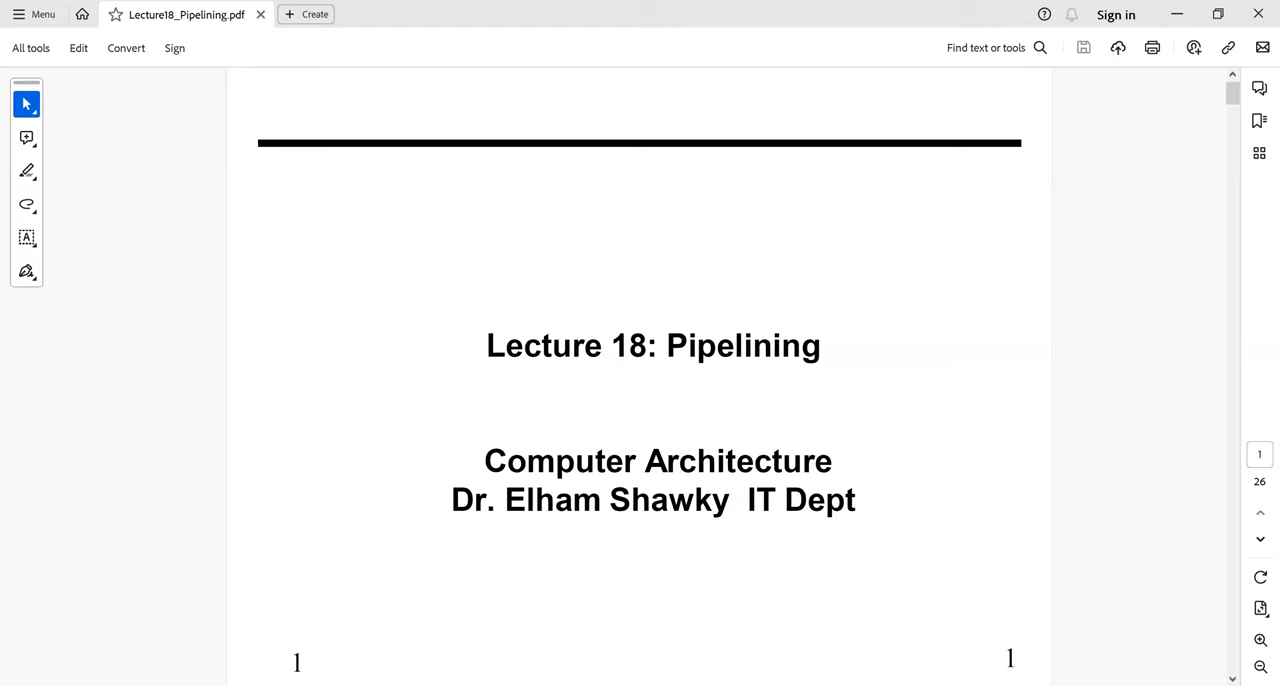 Menu
Lecture18_Pipelining.pdf
Create
Sign in
All tools
Edit
Convert
Sign
Find text or tools
Lecture 18: Pipelining
Computer Architecture
Dr. Elham Shawky IT Dept
1
1
1
26